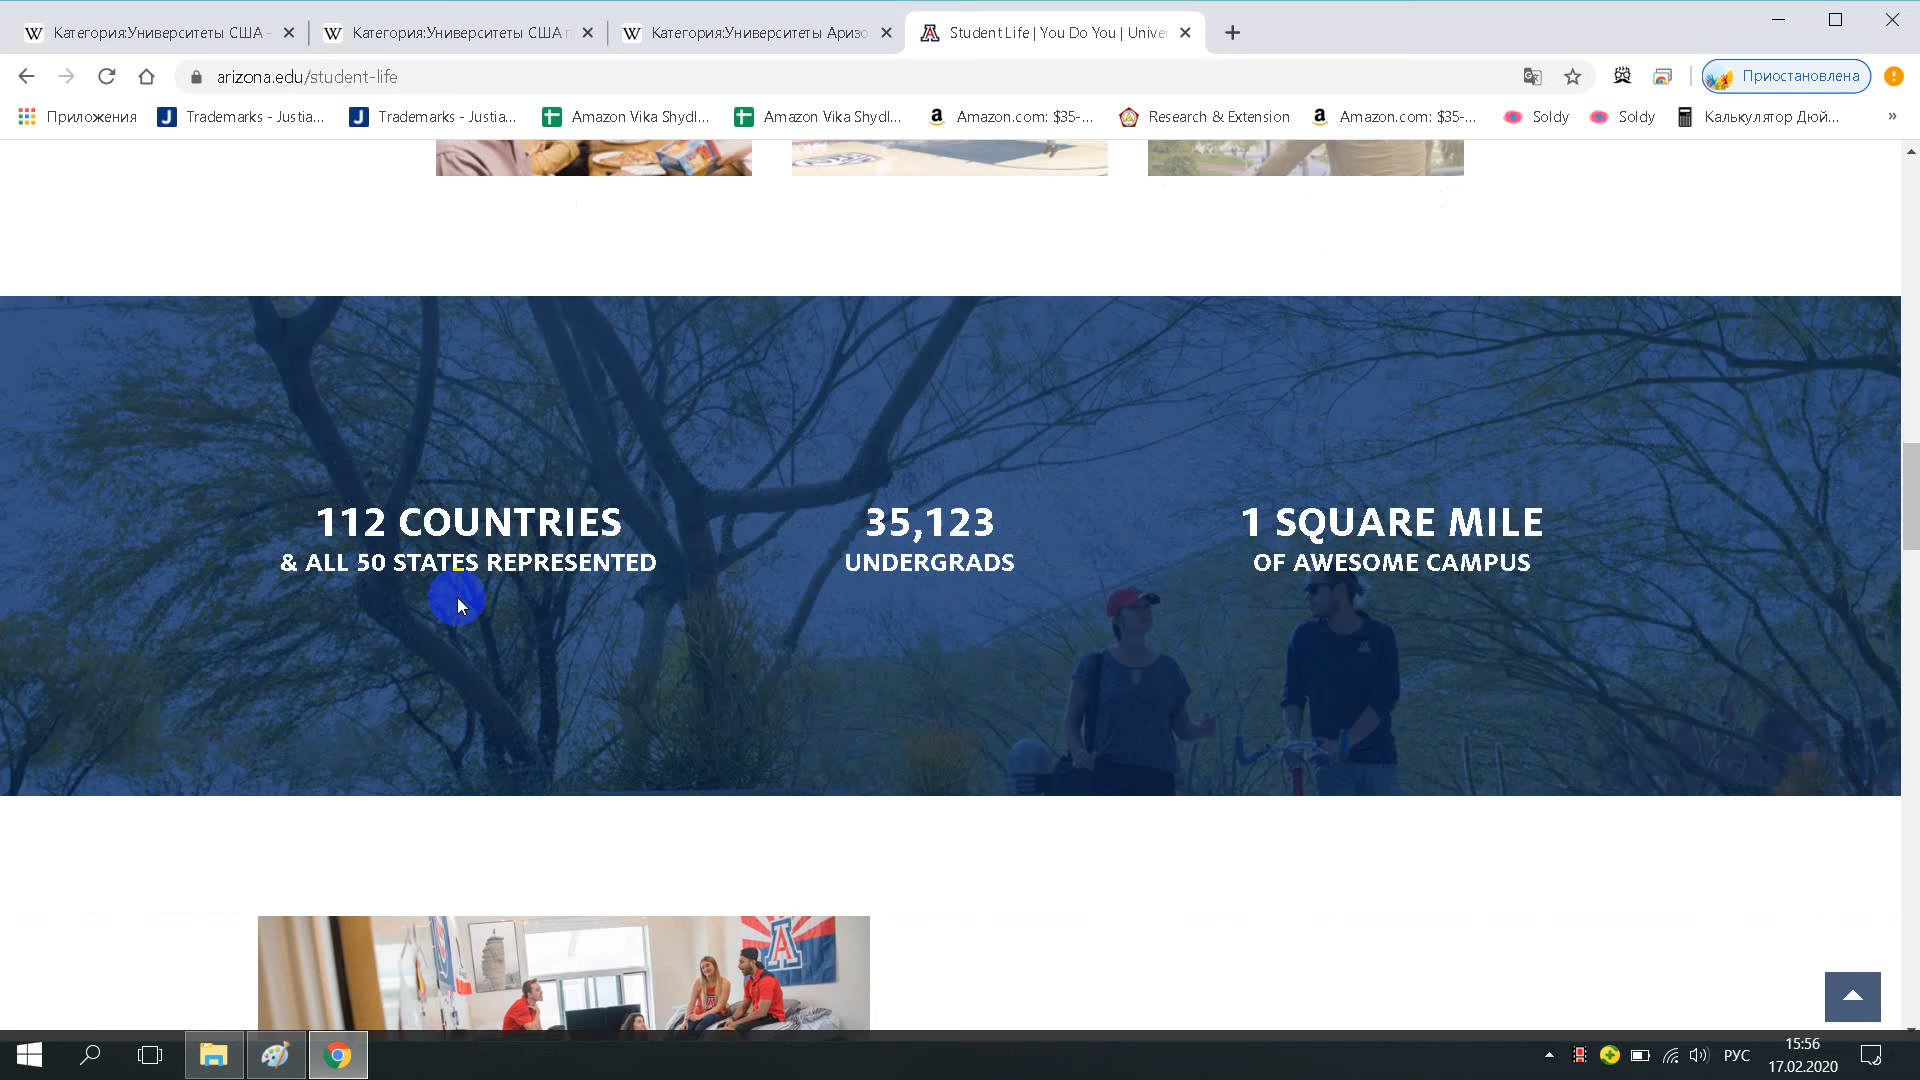 Категория:Университеты США -
Категория:Университеты США п
Категория:Университеты Аризо
Student Life | You Do You | Univer
arizona.edu/student-life
Приостановлена
Приложения
Trademarks - Justia...
Trademarks - Justia...
Amazon Vika Shydl...
Amazon Vika Shydl...
Amazon.com: $35-...
Research & Extension
Amazon.com: $35-...
Soldy
Soldy
Калькулятор Дюй...
112 COUNTRIES
& ALL 50 STATES REPRESENTED
35,123
UNDERGRADS
1 SQUARE MILE
OF AWESOME CAMPUS
РУС
15:56
17.02.2020